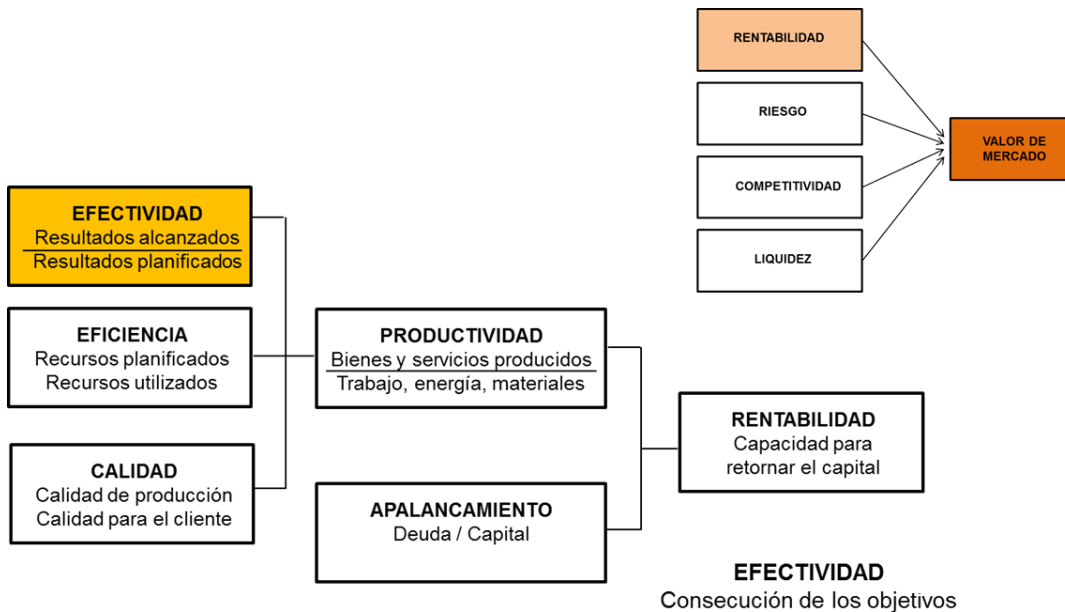 RENTABILIDAD
RIESGO
COMPETITIVIDAD
LIQUIDEZ
VALOR DE
MERCADO
EFECTIVIDAD
Resultados alcanzados
Resultados planificados
EFICIENCIA
Recursos planificados
Recursos utilizados
CALIDAD
Calidad de producción
Calidad para el cliente
PRODUCTIVIDAD
Bienes y servicios producidos
Trabajo, energía, materiales
APALANCAMIENTO
Deuda / Capital
RENTABILIDAD
Capacidad para
retornar el capital
EFECTIVIDAD
Consecución de los objetivos